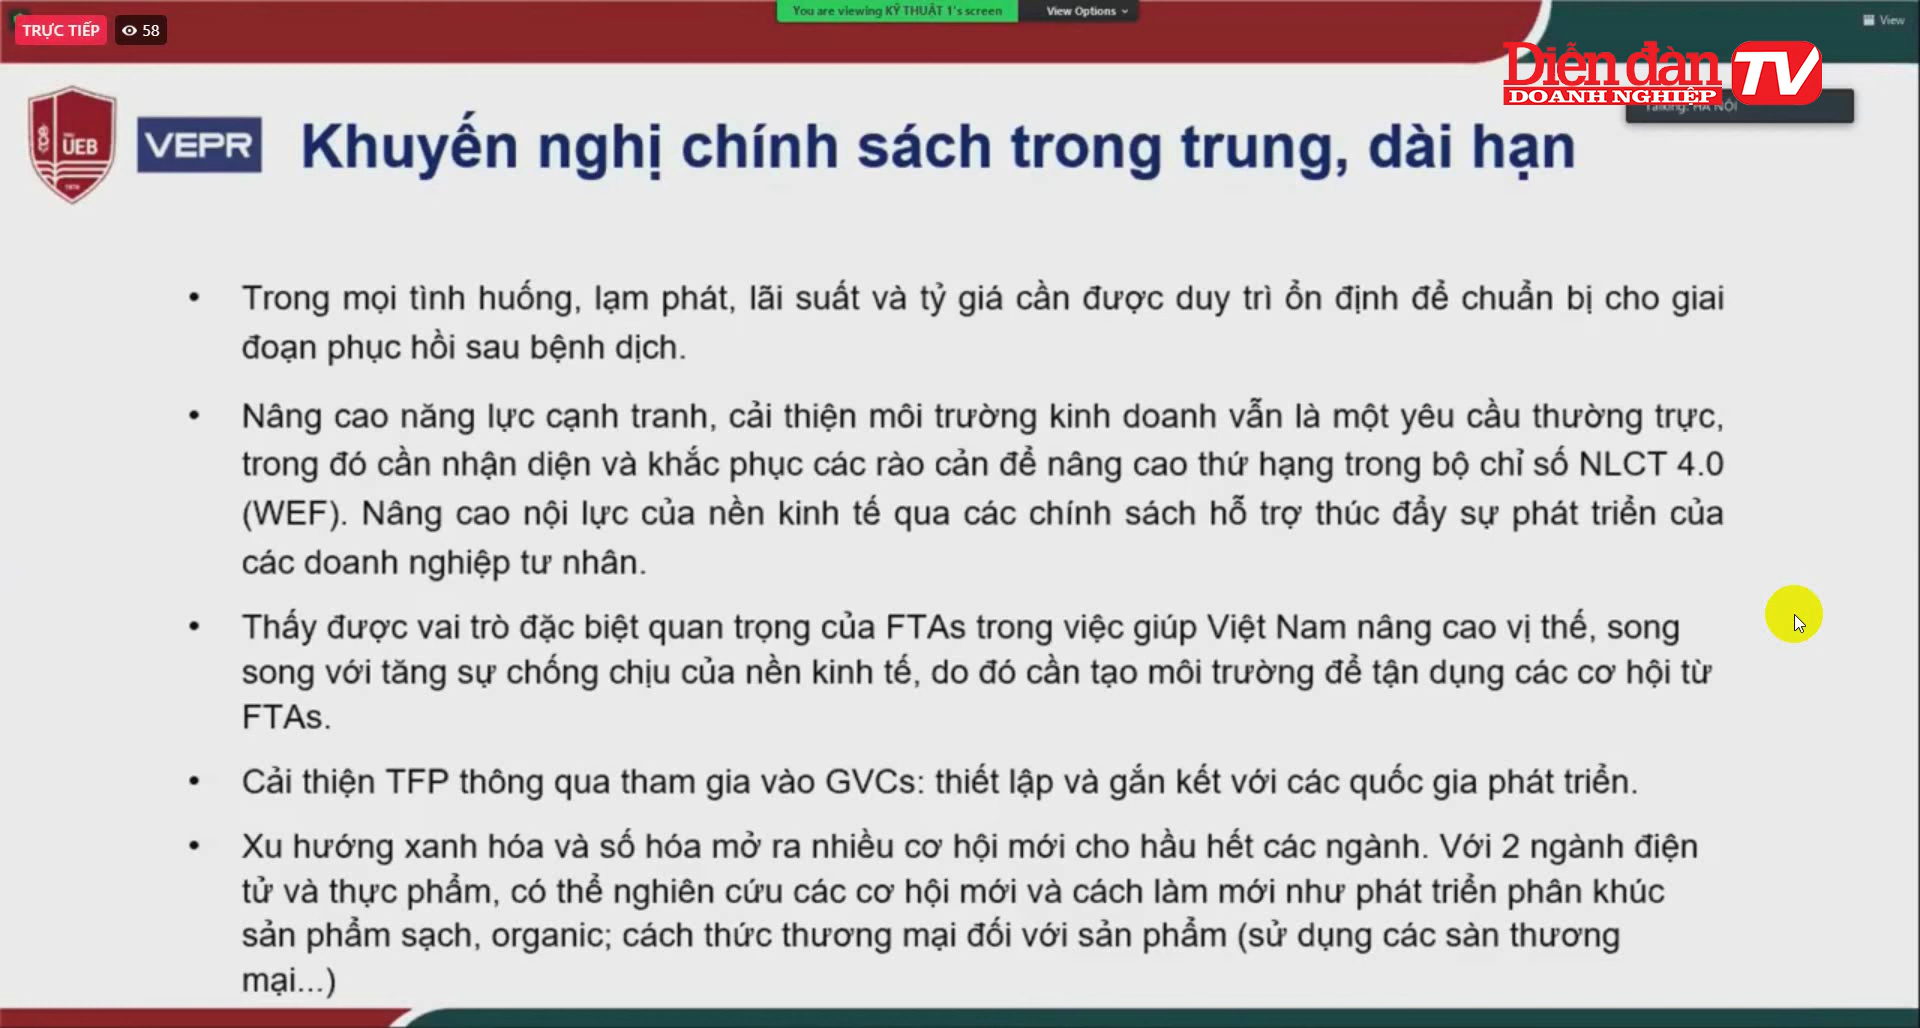 You are viewing KỸ THUẬT 1's screen View Options
TRỰC TIẾP 58
View
Diễn đàn TV
DOANH NGHIỆP
Talking: HÀ NỘI
UEB
1974
VEPR
Khuyến nghị chính sách trong trung, dài hạn
• Trong mọi tình huống, lạm phát, lãi suất và tỷ giá cần được duy trì ổn định để chuẩn bị cho giai
đoạn phục hồi sau bệnh dịch.
• Nâng cao năng lực cạnh tranh, cải thiện môi trường kinh doanh vẫn là một yêu cầu thường trực,
trong đó cần nhận diện và khắc phục các rào cản để nâng cao thứ hạng trong bộ chỉ số NLCT 4.0
(WEF). Nâng cao nội lực của nền kinh tế qua các chính sách hỗ trợ thúc đẩy sự phát triển của
các doanh nghiệp tư nhân.
• Thấy được vai trò đặc biệt quan trọng của FTAs trong việc giúp Việt Nam nâng cao vị thế, song
song với tăng sự chống chịu của nền kinh tế, do đó cần tạo môi trường để tận dụng các cơ hội từ
FTAs.
• Cải thiện TFP thông qua tham gia vào GVCs: thiết lập và gắn kết với các quốc gia phát triển.
• Xu hướng xanh hóa và số hóa mở ra nhiều cơ hội mới cho hầu hết các ngành. Với 2 ngành điện
tử và thực phẩm, có thể nghiên cứu các cơ hội mới và cách làm mới như phát triển phân khúc
sản phẩm sạch, organic; cách thức thương mại đối với sản phẩm (sử dụng các sàn thương
mại...)